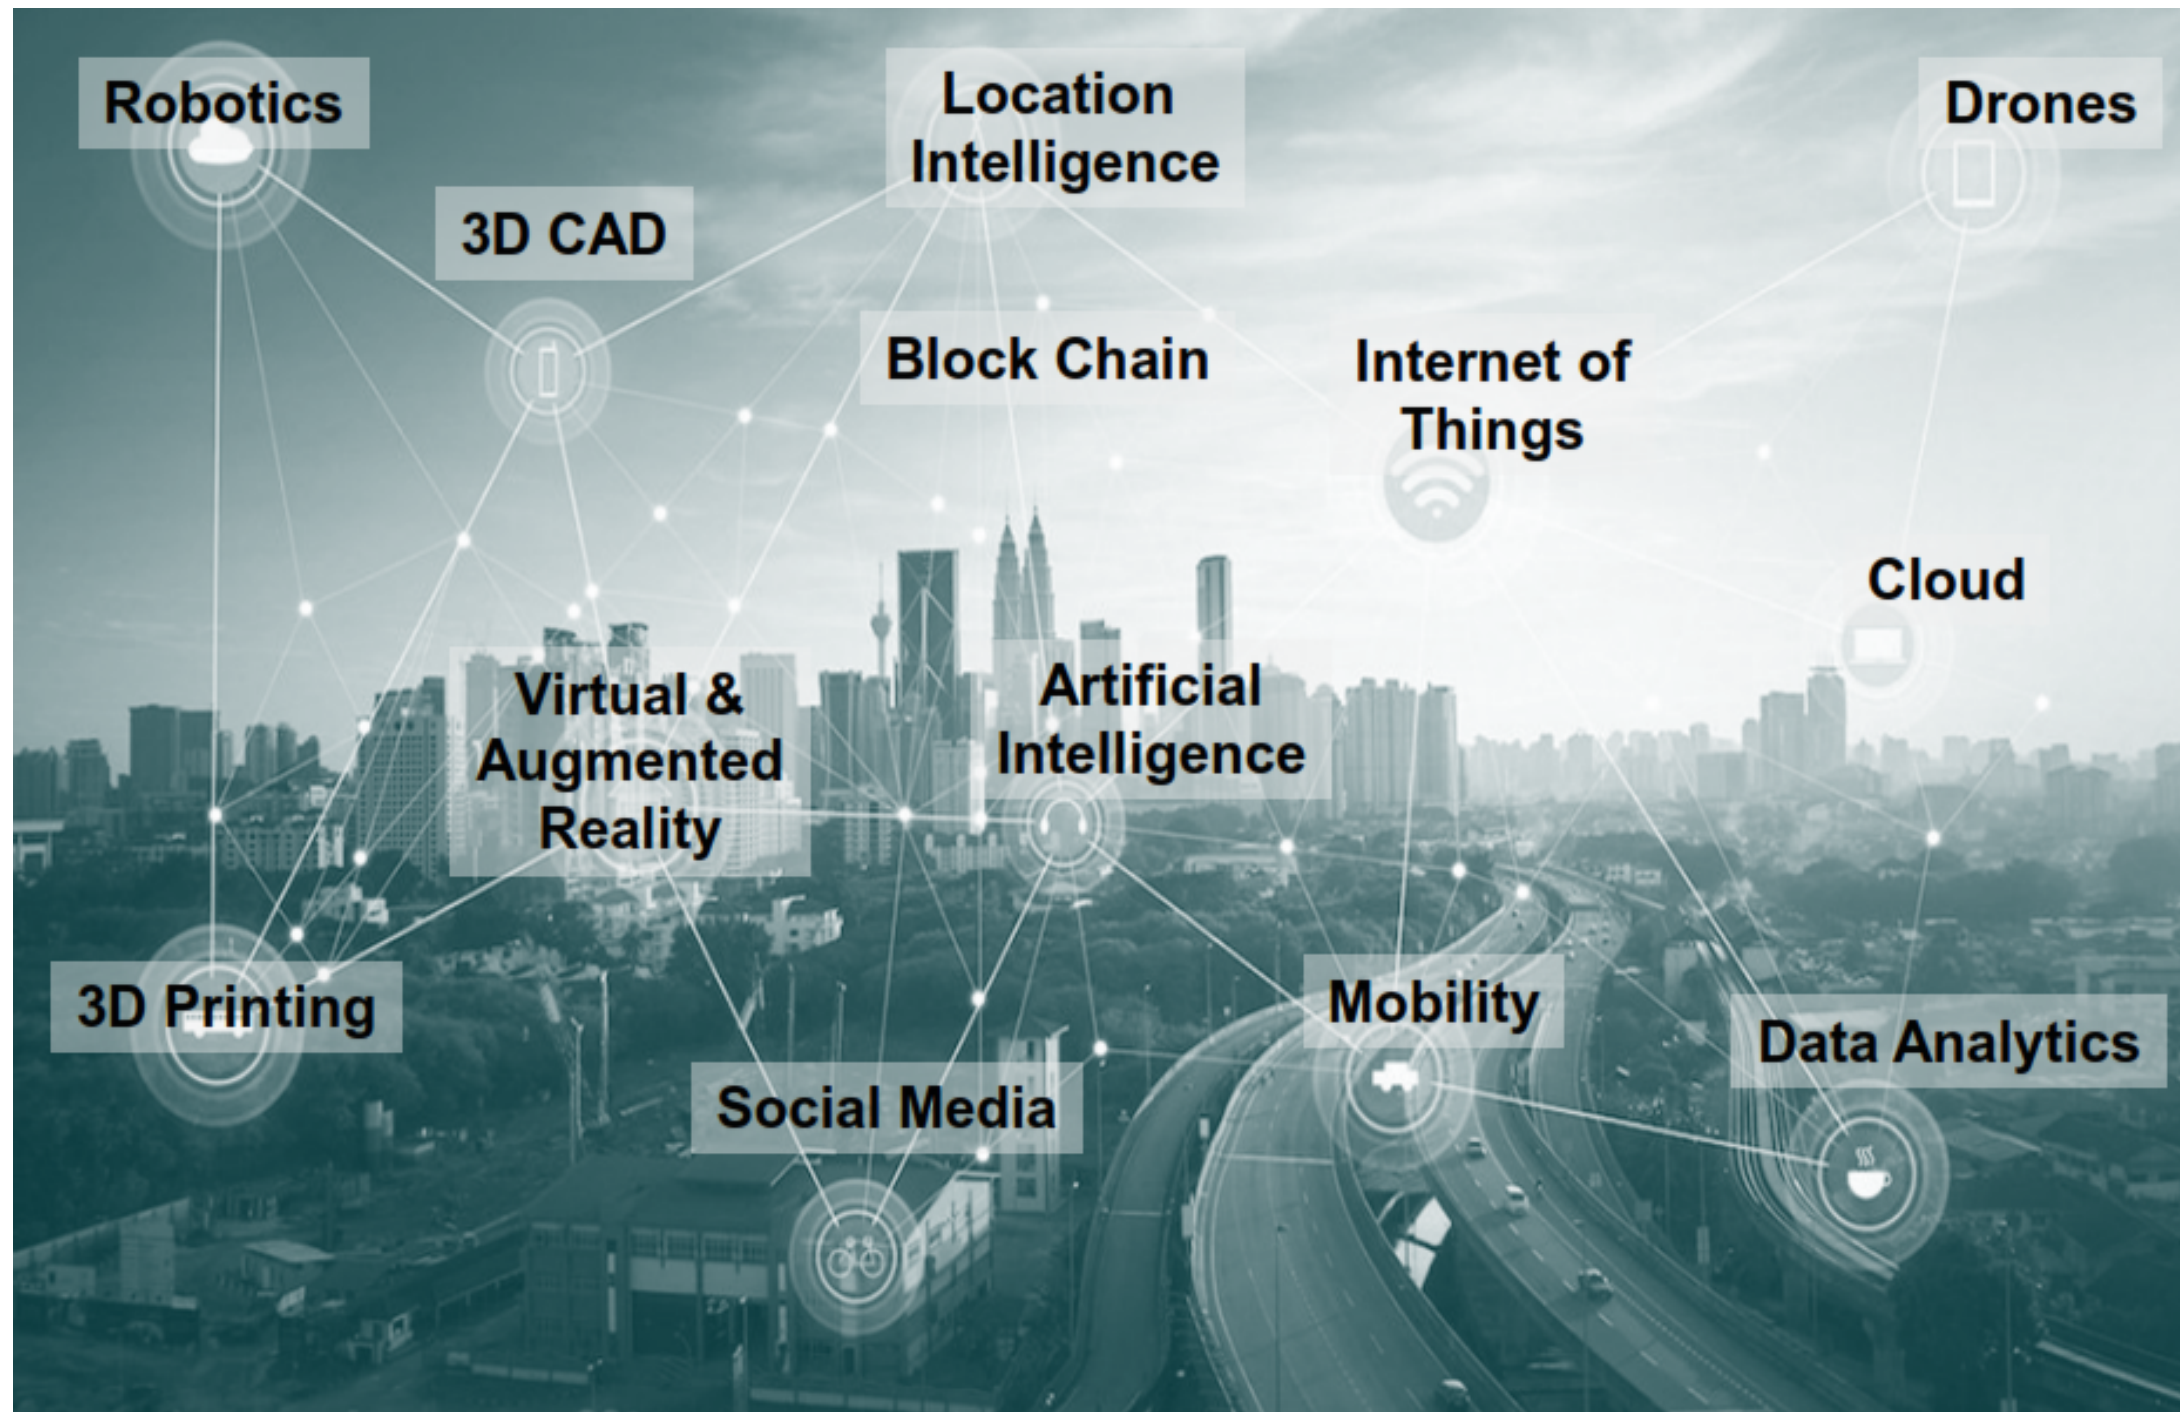 Robotics
Location
Intelligence
Drones
3D CAD
Block Chain
Internet of
Things
Cloud
Virtual &
Augmented
Reality
Artificial
Intelligence
3D Printing
Mobility
Data Analytics
Social Media